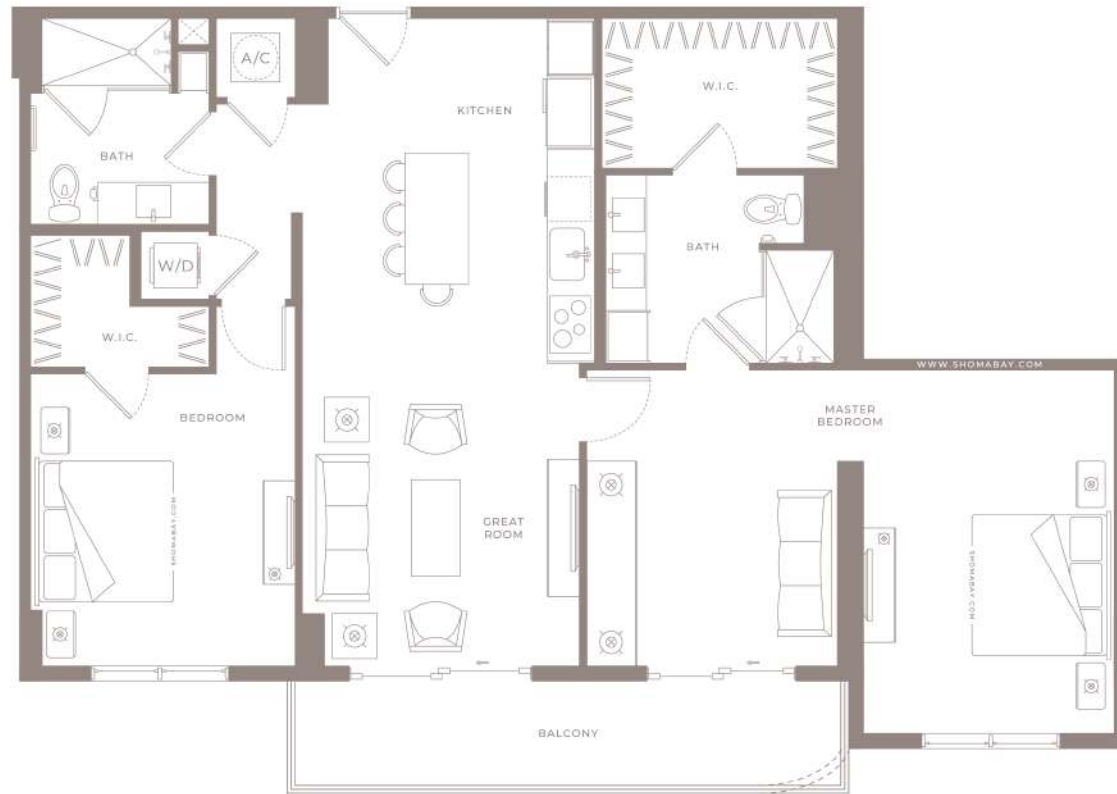 A/C
KITCHEN
W.I.C.
BATH
BATH
W/D
W.I.C.
WWW.SHOMABAY.COM
BEDROOM
MASTER
BEDROOM
SHOMABAY.COM
GREAT
ROOM
SHOMABAY.COM
BALCONY